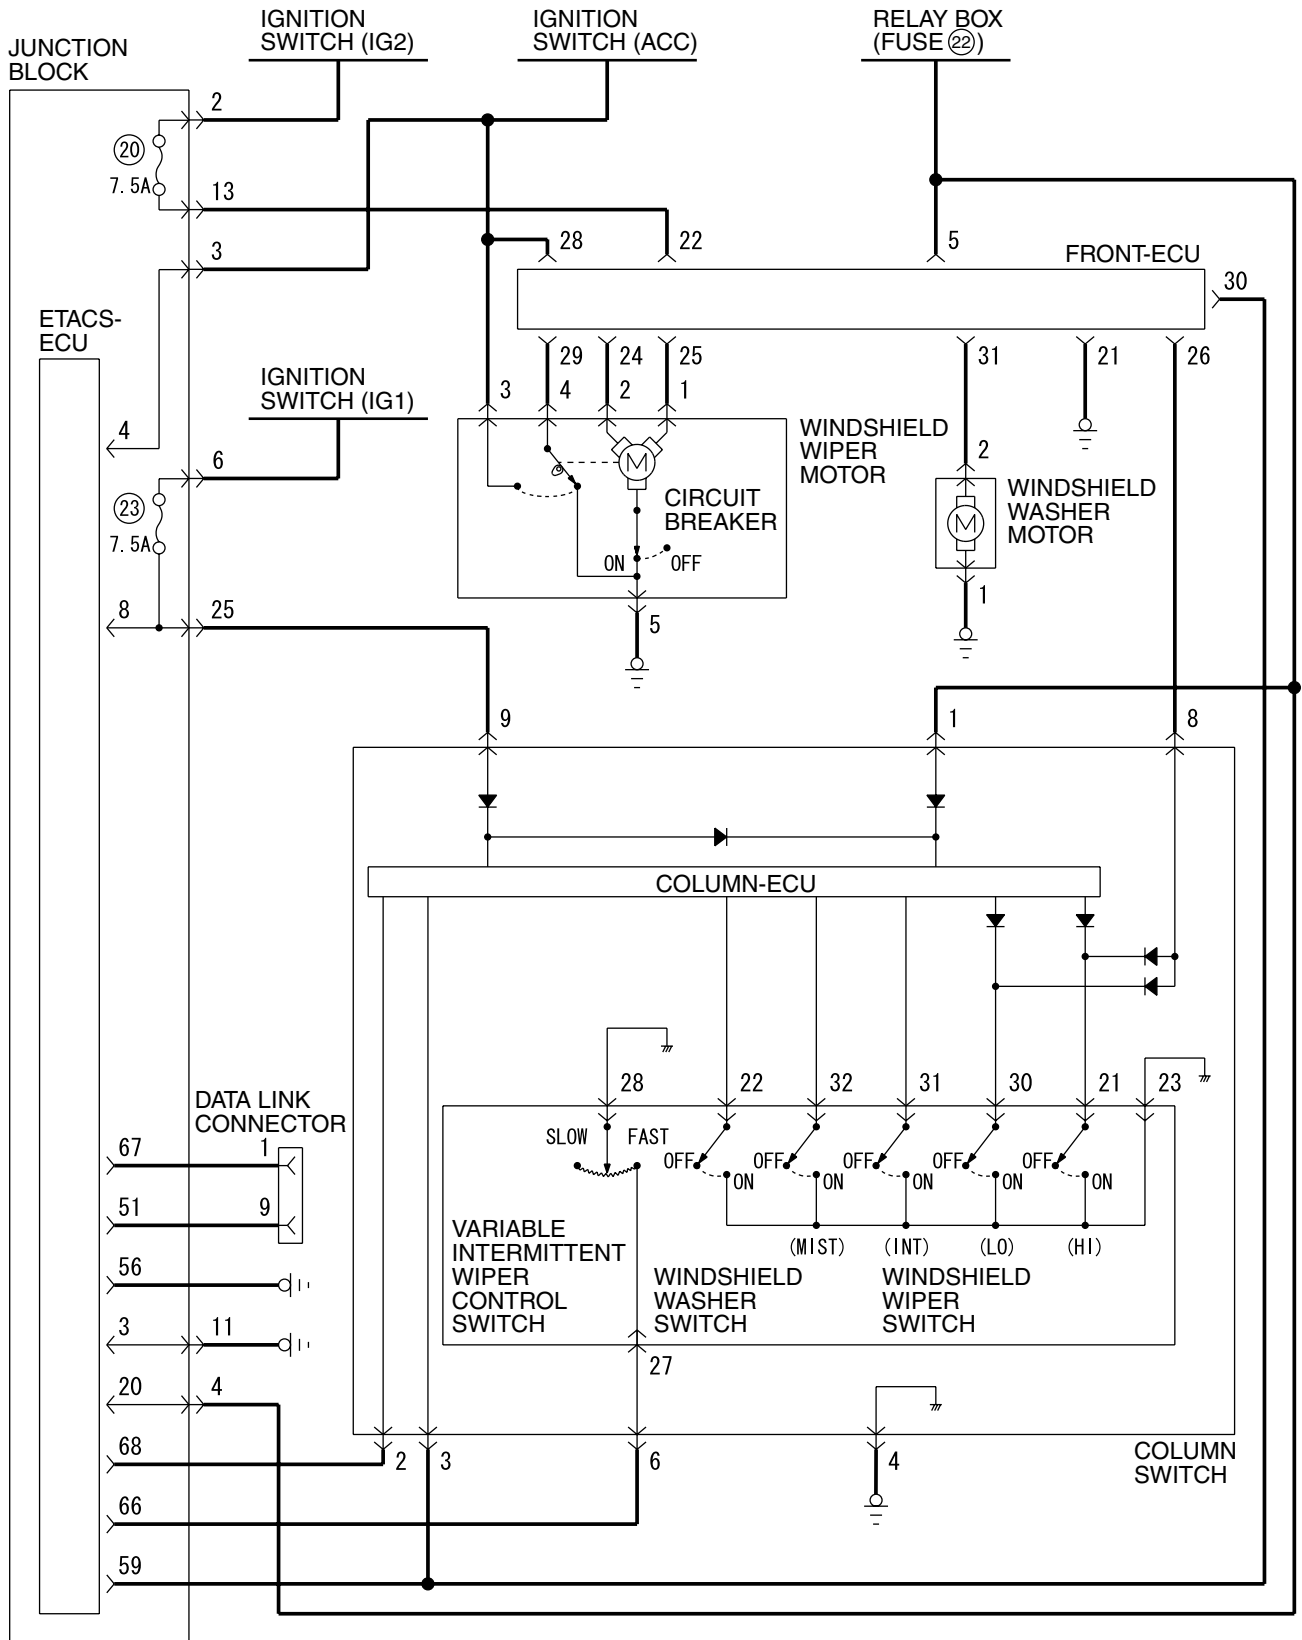 IGNITION
SWITCH (IG2)
IGNITION
SWITCH (ACC)
RELAY BOX
(FUSE 22)
JUNCTION
BLOCK
2
20
7.5A
13
3
28
22
5
FRONT-ECU
30
ETACS-
ECU
29
24
25
31
21
26
IGNITION
SWITCH (IG1)
3
4
2
1
4
WINDSHIELD
WIPER
MOTOR
6
2
23
7.5A
CIRCUIT
BREAKER
M
M
WINDSHIELD
WASHER
MOTOR
ON
OFF
8
25
5
1
9
1
8
COLUMN-ECU
28
22
32
31
30
21
23
DATA LINK
CONNECTOR
SLOW
FAST
67
1
OFF
OFF
OFF
OFF
OFF
ON
ON
ON
ON
ON
51
9
VARIABLE
INTERMITTENT
WIPER
CONTROL
SWITCH
(MIST)
(INT)
(LO)
(HI)
WINDSHIELD
WASHER
SWITCH
WINDSHIELD
WIPER
SWITCH
56
3
11
27
20
4
68
2
3
6
4
COLUMN
SWITCH
66
59